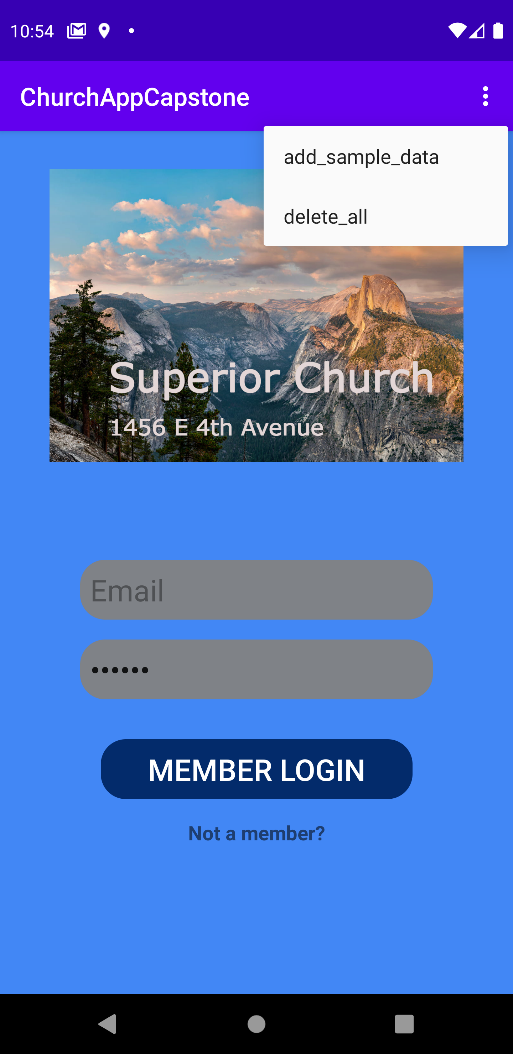 10:54
ChurchAppCapstone
add_sample_data
delete_all
Superior Church
1456 E 4th Avenue
Email
••••••
MEMBER LOGIN
Not a member?